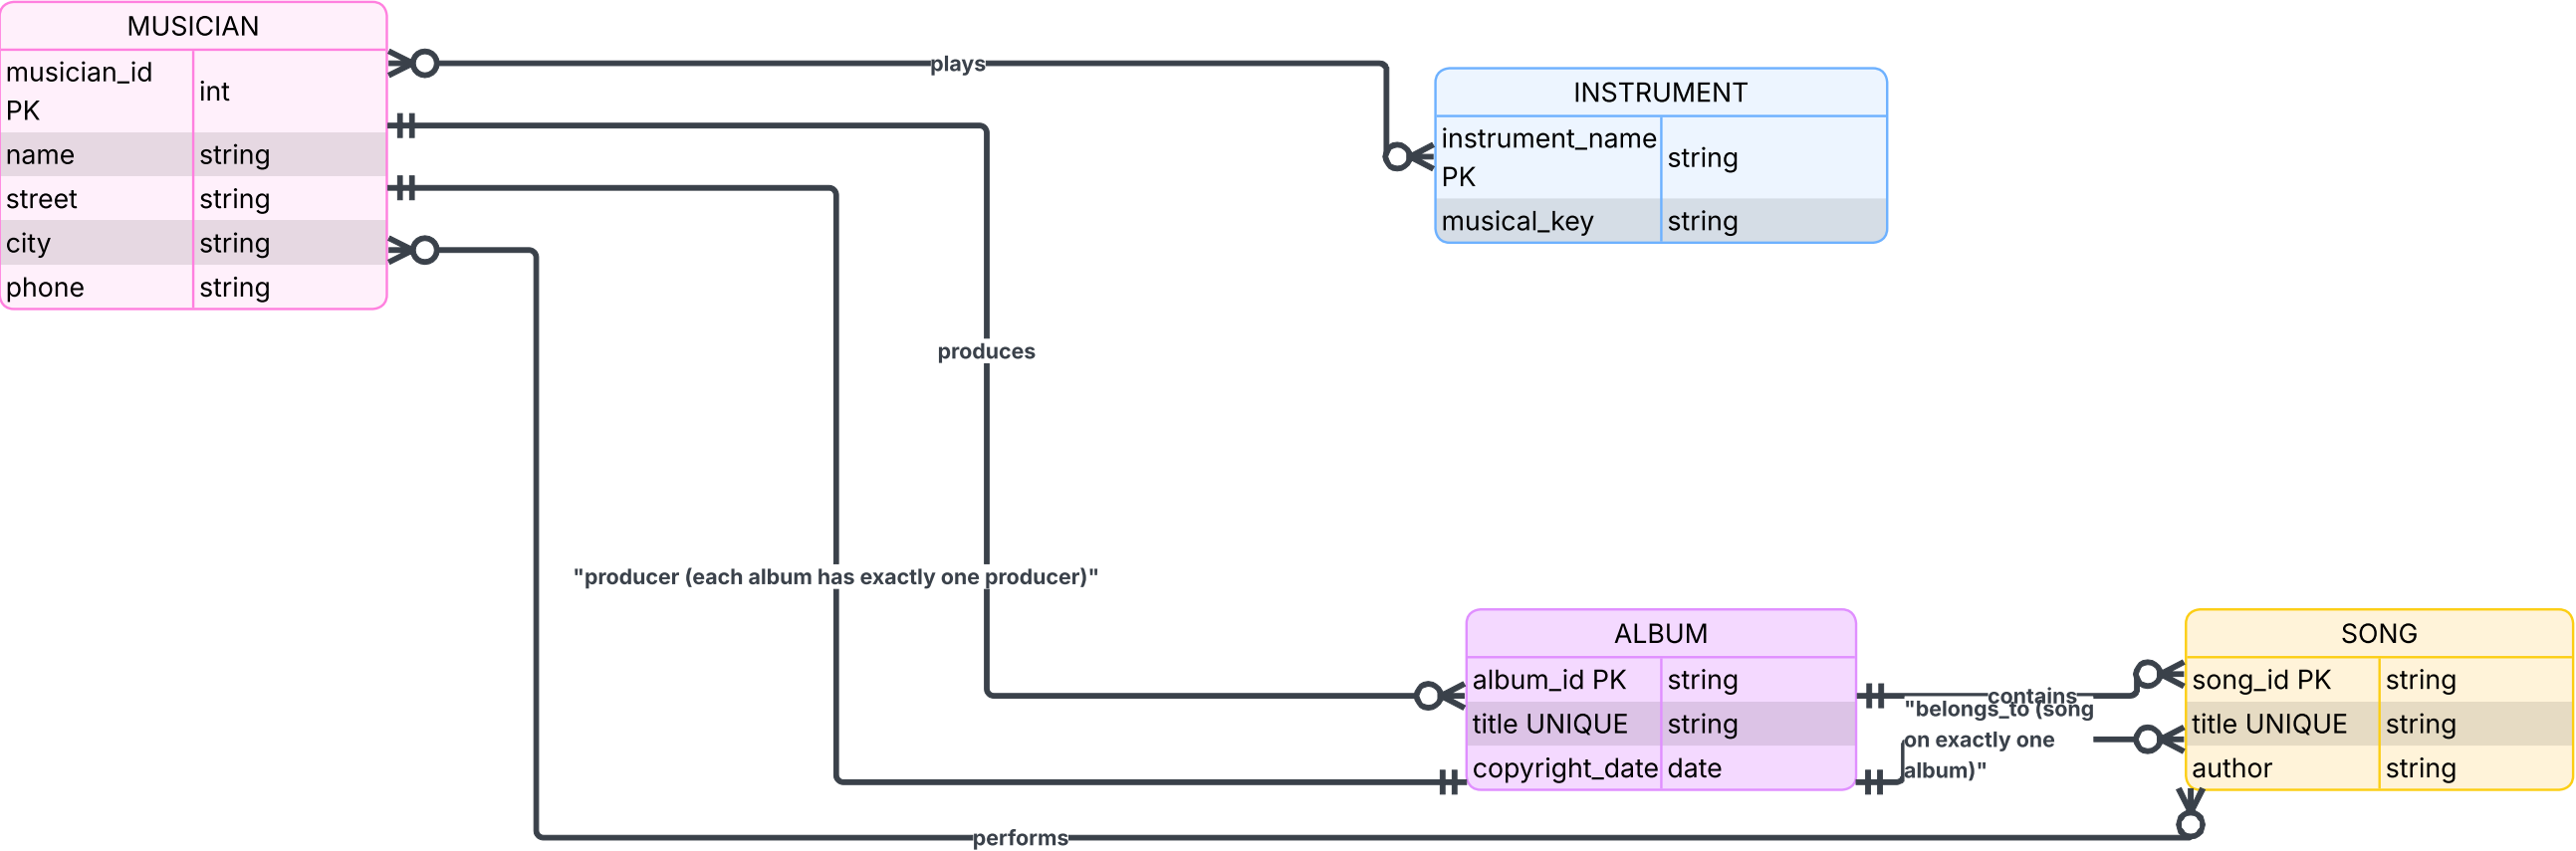 MUSICIAN
musician_id
PK
int
name
string
street
string
city
string
phone
string
plays
INSTRUMENT
instrument_name
PK
string
musical_key
string
produces
"producer (each album has exactly one producer)"
ALBUM
album_id PK
string
title UNIQUE
string
copyright_date
date
contains
"belongs_to (song
on exactly one
album)"
SONG
song_id PK
string
title UNIQUE
string
author
string
performs